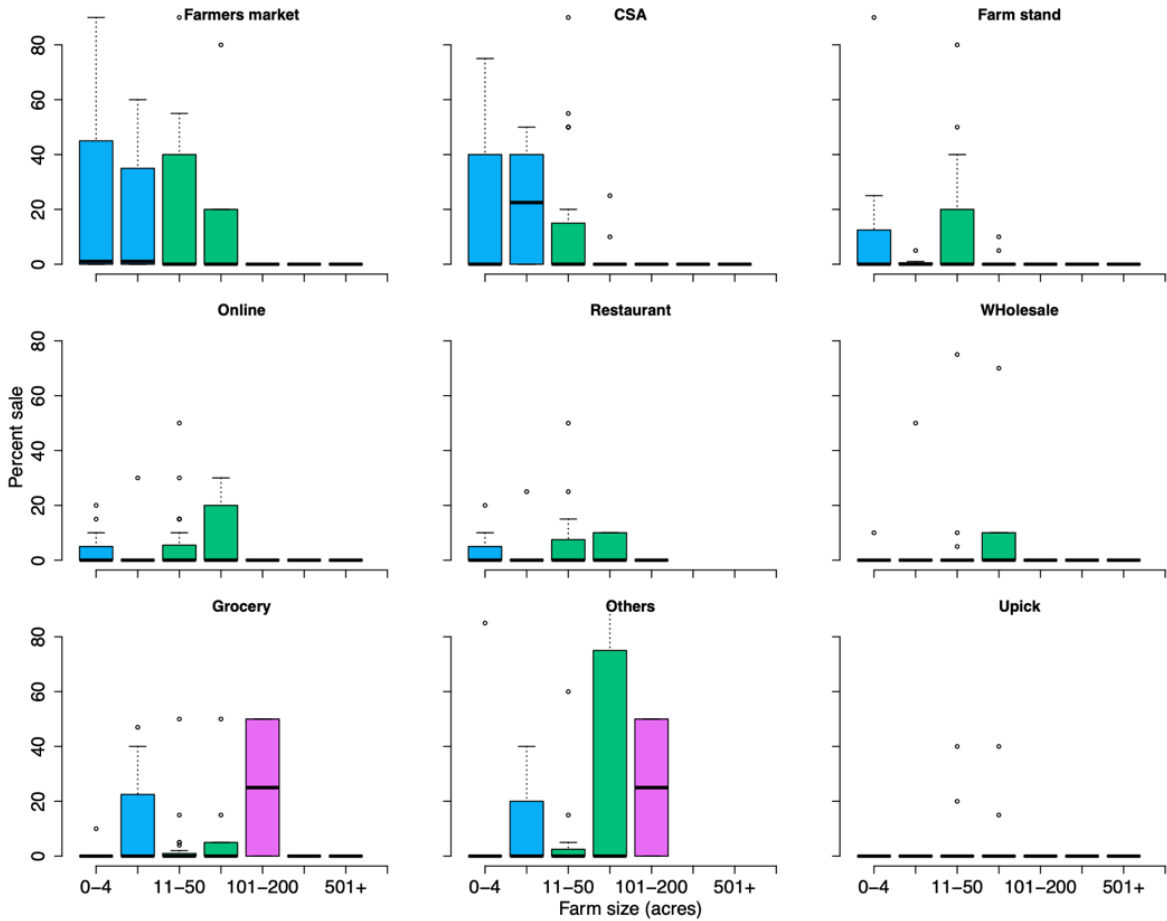 Farmers market CSA Farm stand
80
60
40
20
0
Online Restaurant WHolesale
80
60
40
20
0
Percent sale
Grocery Others Upick
80
60
40
20
0
0−4 11−50 101−200 501+ 0−4 11−50 101−200 501+ 0−4 11−50 101−200 501+
Farm size (acres)